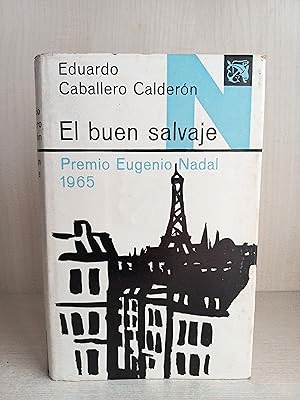 Eduardo
Caballero Calderón
N
El buen salvaje
Premio Eugenio Nadal
1965